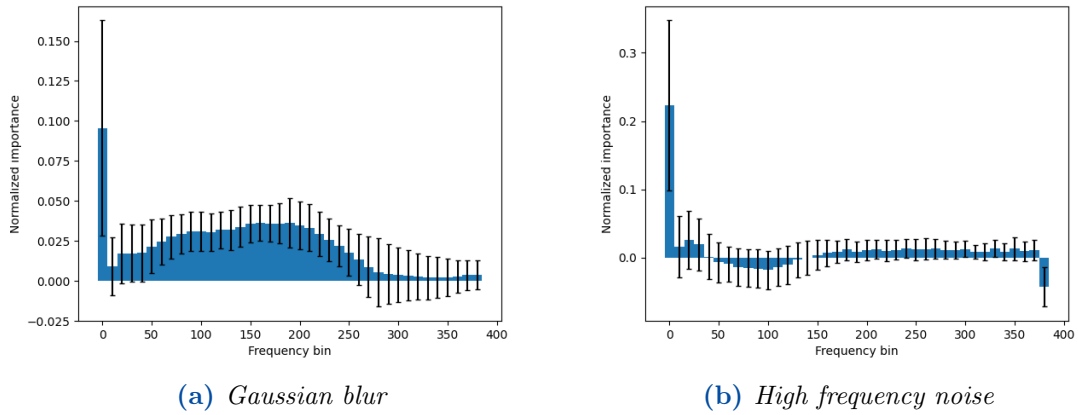 0.150
0.125
0.100
0.075
0.050
0.025
0.000
−0.025
Normalized importance
0 50 100 150 200 250 300 350 400
Frequency bin
(a) Gaussian blur
0.3
0.2
0.1
0.0
Normalized importance
0 50 100 150 200 250 300 350 400
Frequency bin
(b) High frequency noise